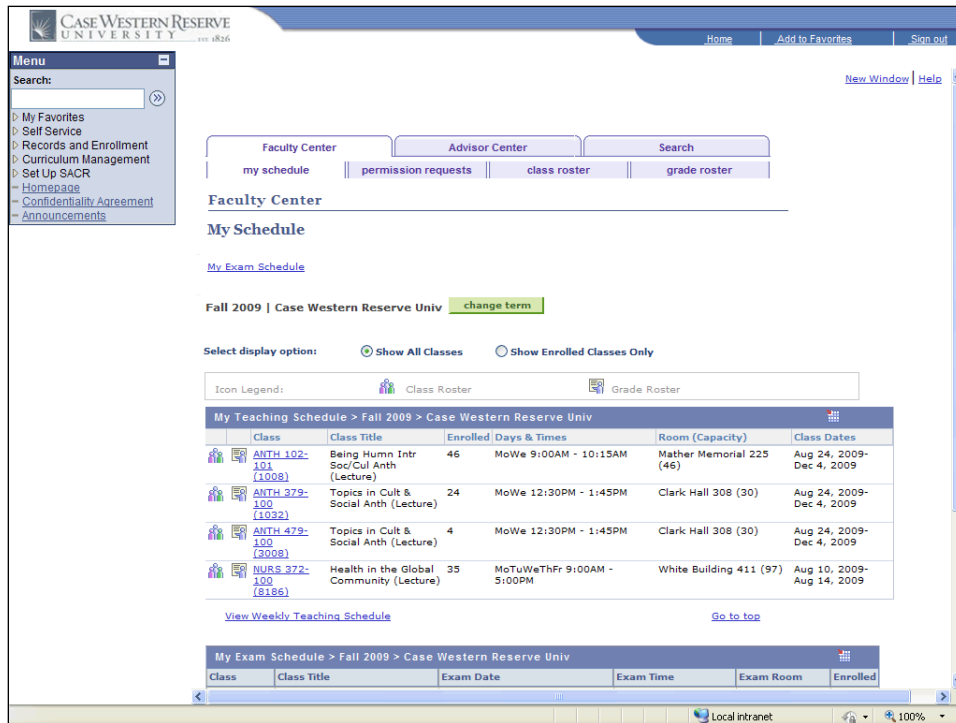 CASE WESTERN RESERVE
UNIVERSITY EST 1826
Home Add to Favorites Sign out
Menu
Search:
New Window | Help
My Favorites
Self Service
Records and Enrollment
Curriculum Management
Set Up SACR
Homepage
Confidentiality Agreement
Announcements
Faculty Center Advisor Center Search
my schedule permission requests class roster grade roster
Faculty Center
My Schedule
My Exam Schedule
Fall 2009 | Case Western Reserve Univ change term
Select display option: Show All Classes Show Enrolled Classes Only
Icon Legend: Class Roster Grade Roster
My Teaching Schedule > Fall 2009 > Case Western Reserve Univ
Class Class Title Enrolled Days & Times Room (Capacity) Class Dates
ANTH 102- Being Humn Intr 46 MoWe 9:00AM - 10:15AM Mather Memorial 225 Aug 24, 2009-
101 Soc/Cul Anth (46) Dec 4, 2009
(1008) (Lecture)
ANTH 379- Topics in Cult & 24 MoWe 12:30PM - 1:45PM Clark Hall 308 (30) Aug 24, 2009-
100 Social Anth (Lecture) Dec 4, 2009
(1032)
ANTH 479- Topics in Cult & 4 MoWe 12:30PM - 1:45PM Clark Hall 308 (30) Aug 24, 2009-
100 Social Anth (Lecture) Dec 4, 2009
(3008)
NURS 372- Health in the Global 35 MoTuWeThFr 9:00AM - White Building 411 (97) Aug 10, 2009-
100 Community (Lecture) 5:00PM Aug 14, 2009
(8186)
View Weekly Teaching Schedule Go to top
My Exam Schedule > Fall 2009 > Case Western Reserve Univ
Class Class Title Exam Date Exam Time Exam Room Enrolled
Local intranet 100%